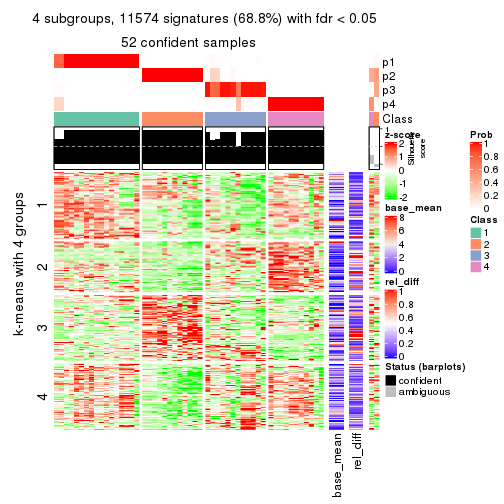 4 subgroups, 11574 signatures (68.8%) with fdr < 0.05
52 confident samples
p1
p2
p3
p4
Class
1
0
Silhouette
score
k-means with 4 groups
1
2
3
4
base_mean
rel_diff
z-score
2
1
0
-1
-2
base_mean
8
6
4
2
0
rel_diff
1
0.8
0.6
0.4
0.2
0
Status (barplots)
confident
ambiguous
Prob
1
0.8
0.6
0.4
0.2
0
Class
1
2
3
4